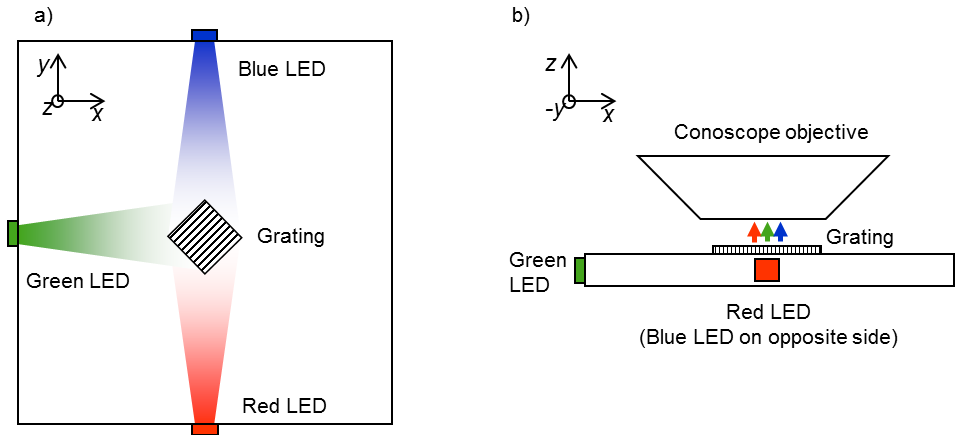 a)
y
z
x
Blue LED
Grating
Green LED
Red LED
b)
z
-y
x
Conoscope objective
Grating
Green
LED
Red LED
(Blue LED on opposite side)